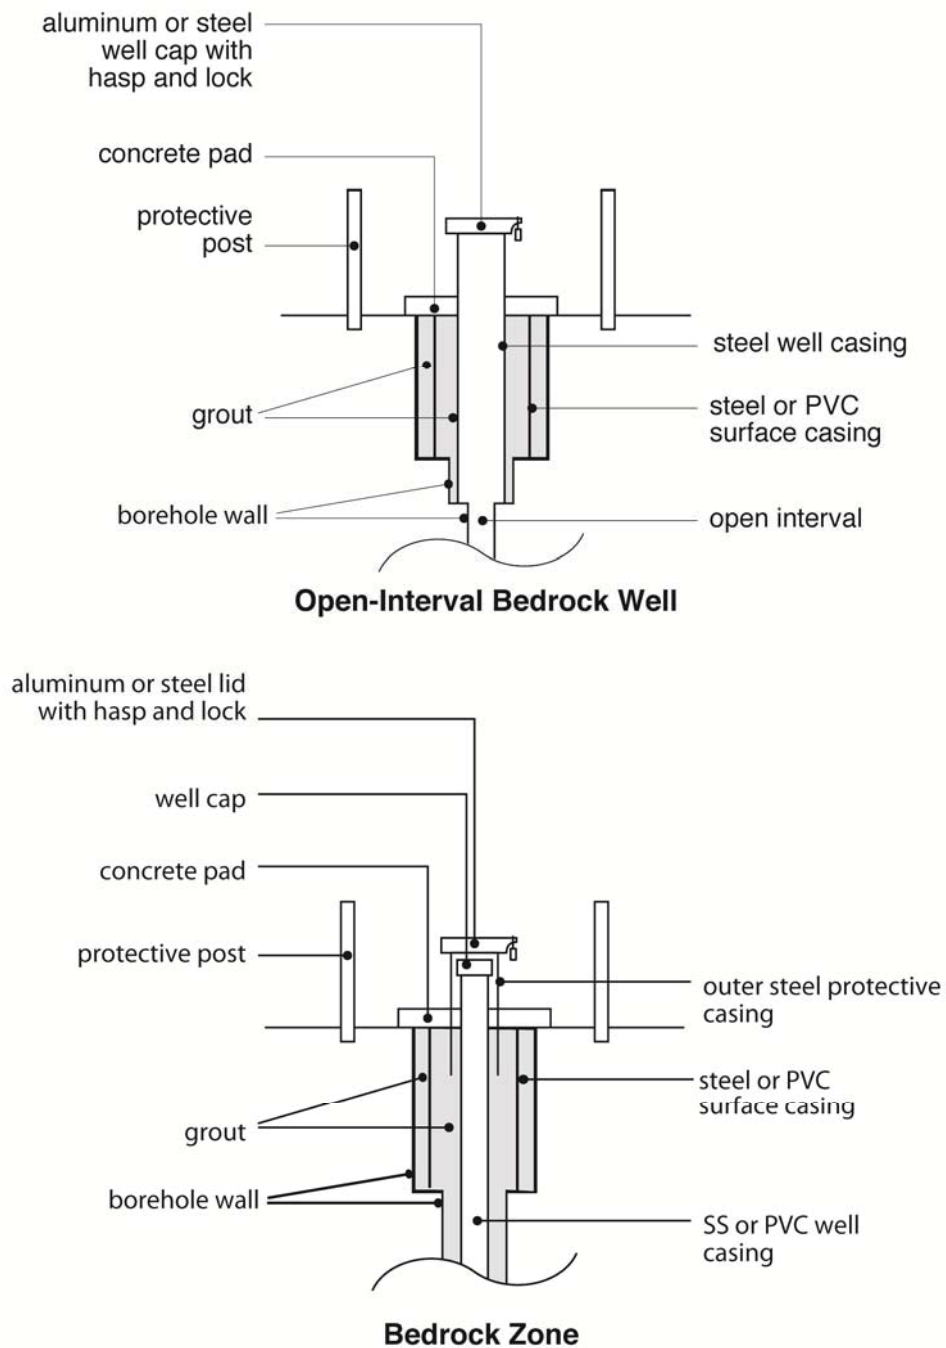 aluminum or steel
well cap with
hasp and lock
concrete pad
protective
post
steel well casing
grout
steel or PVC
surface casing
borehole wall
open interval
Open-Interval Bedrock Well
aluminum or steel lid
with hasp and lock
well cap
concrete pad
protective post
outer steel protective
casing
steel or PVC
surface casing
grout
borehole wall
SS or PVC well
casing
Bedrock Zone